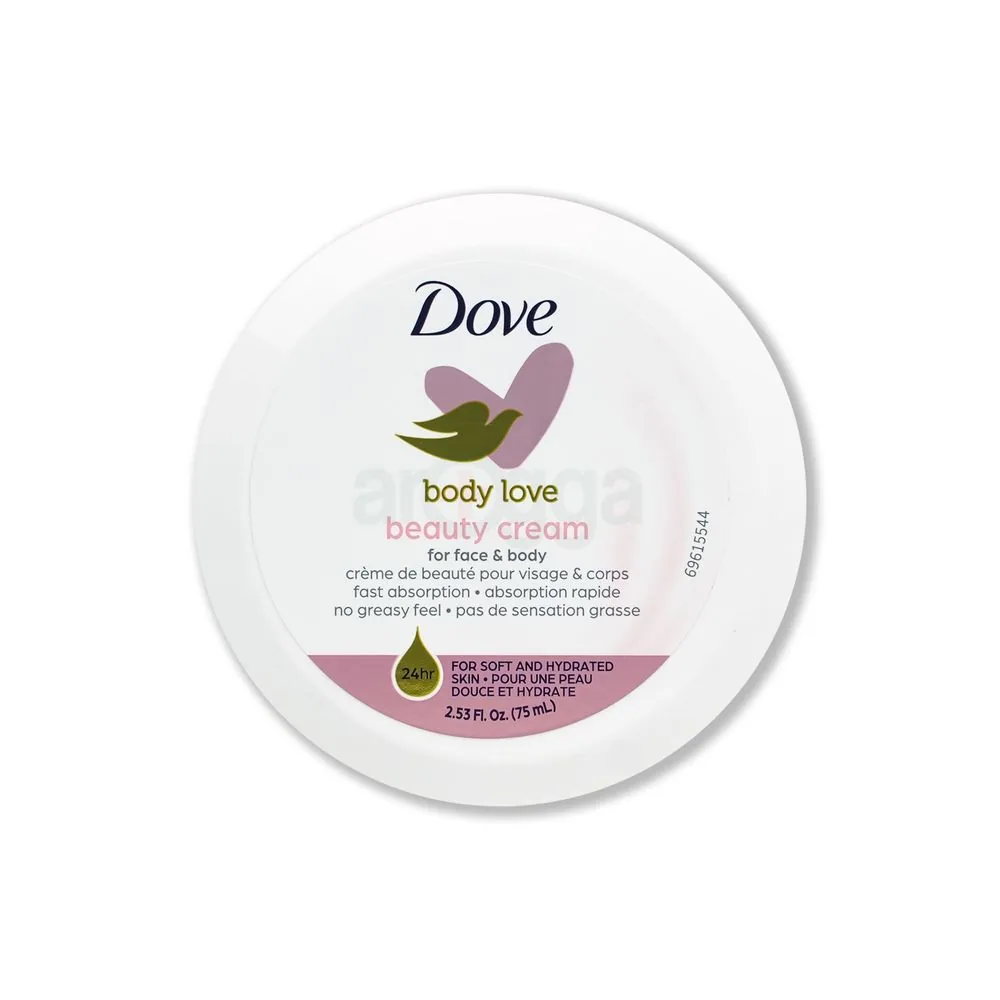 Dove
body love
arogga
beauty cream
for face & body
crème de beauté pour visage & corps
fast absorption • absorption rapide
no greasy feel • pas de sensation grasse
69615544
24hr
FOR SOFT AND HYDRATED
SKIN • POUR UNE PEAU
DOUCE ET HYDRATE
2.53 Fl. Oz. (75 mL)